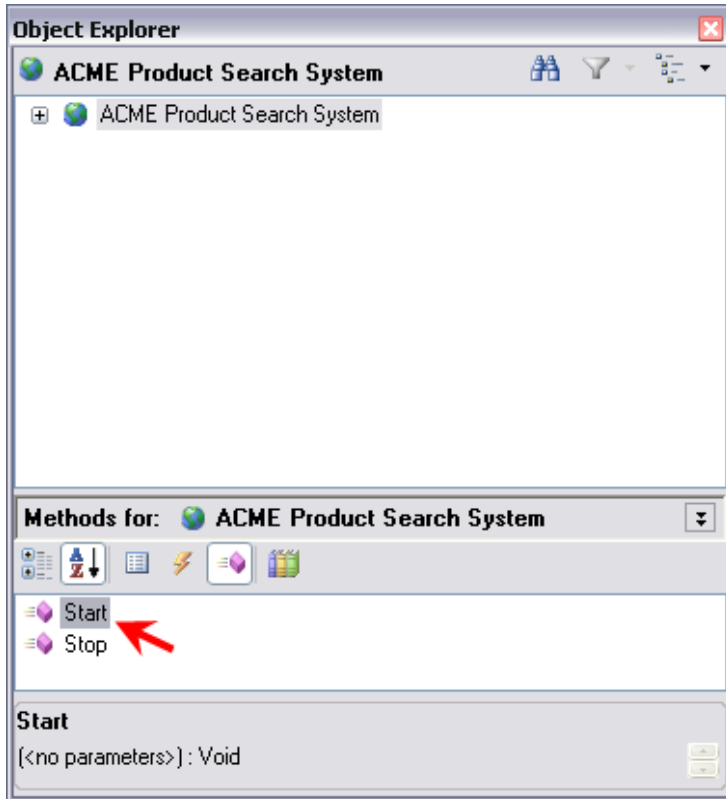 Object Explorer
ACME Product Search System
ACME Product Search System
Methods for: ACME Product Search System
Start
Stop
Start
(<no parameters>) : Void